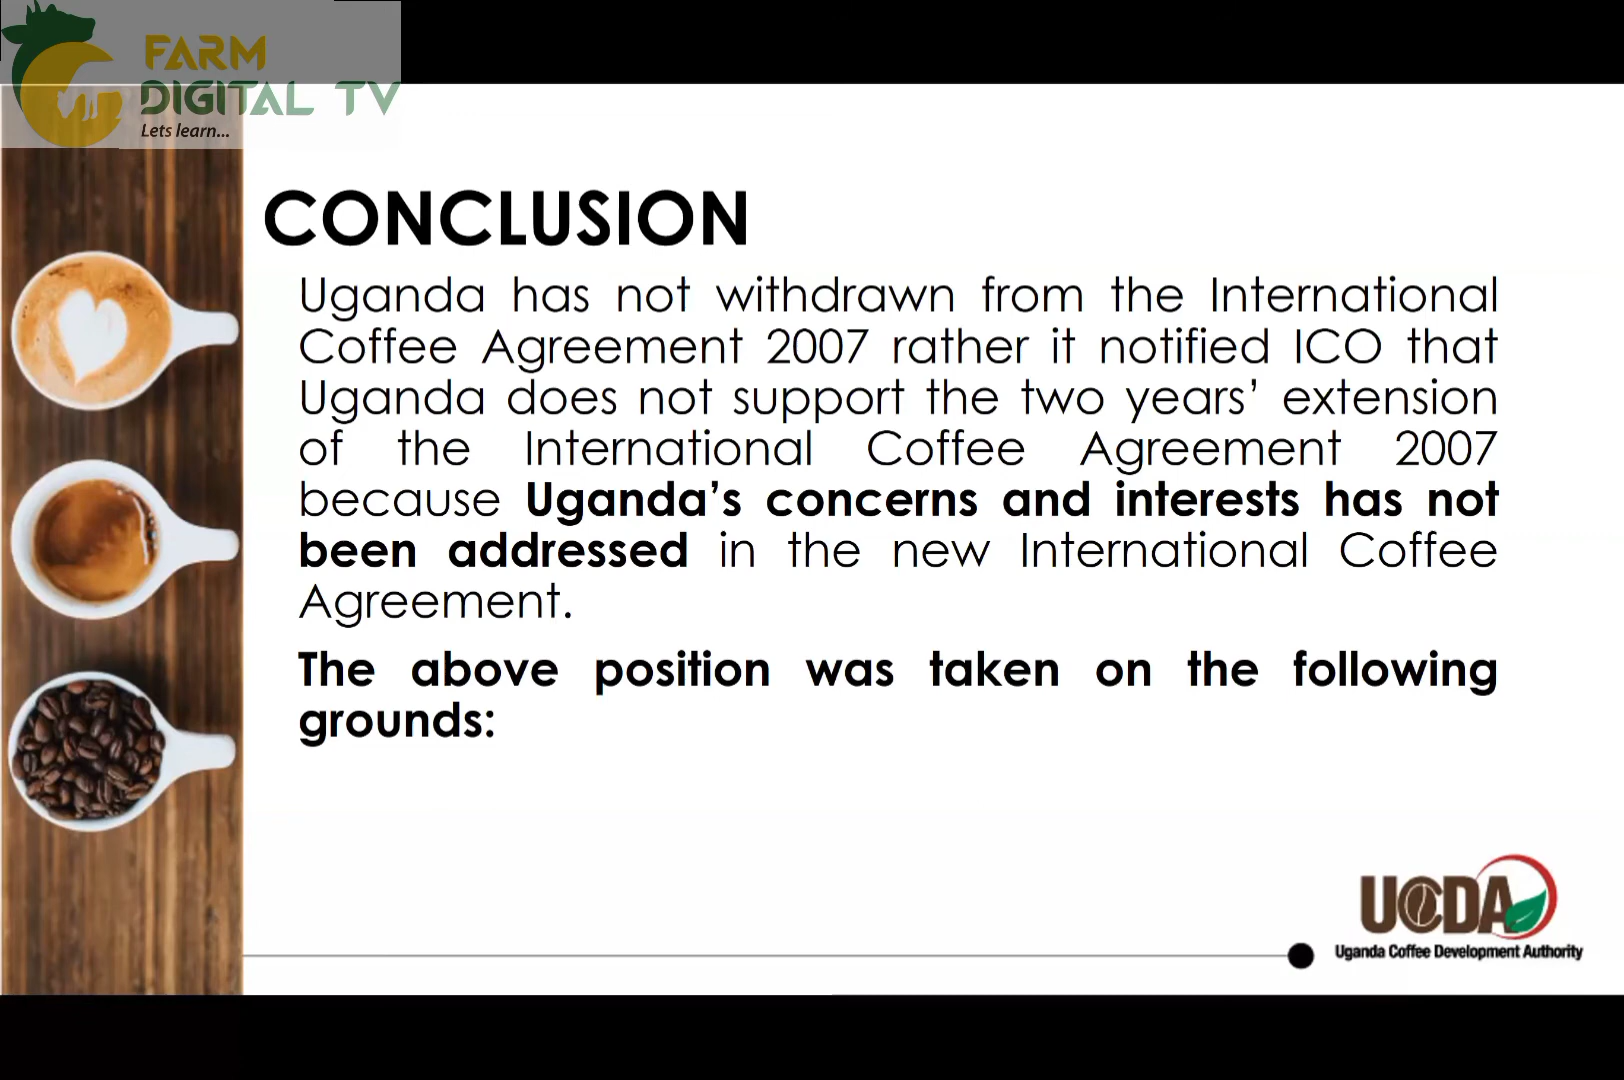 FARM
DIGITAL TV
Lets learn...
CONCLUSION
Uganda has not withdrawn from the International
Coffee Agreement 2007 rather it notified ICO that
Uganda does not support the two years’ extension
of the International Coffee Agreement 2007
because Uganda’s concerns and interests has not
been addressed in the new International Coffee
Agreement.
The above position was taken on the following
grounds:
UCDA
Uganda Coffee Development Authority